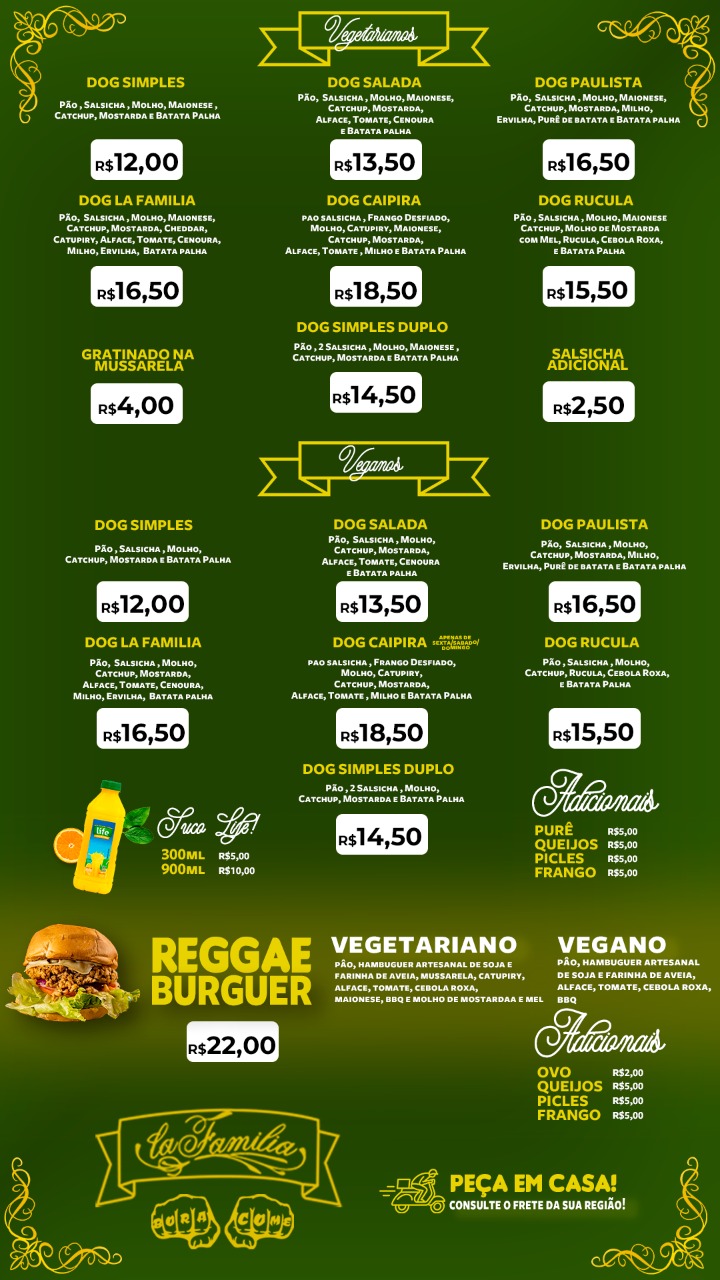 Vegetarianos
DOG SIMPLES
Pão , Salsicha , Molho, Maionese ,
Catchup, Mostarda e Batata Palha
R$12,00
DOG SALADA
Pão, Salsicha , Molho, Maionese,
Catchup, Mostarda,
Alface, Tomate, Cenoura
e Batata palha
R$13,50
DOG PAULISTA
Pão, Salsicha , Molho, Maionese,
Catchup, Mostarda, Milho,
Ervilha, Purê de batata e Batata palha
R$16,50
DOG LA FAMILIA
Pão, Salsicha , Molho, Maionese,
Catchup, Mostarda, Cheddar,
Catupiry, Alface, Tomate, Cenoura,
Milho, Ervilha, Batata palha
R$16,50
DOG CAIPIRA
pao salsicha , Frango Desfiado,
Molho, Catupiry, Maionese,
Catchup, Mostarda,
Alface, Tomate , Milho e Batata Palha
R$18,50
DOG RUCULA
Pão , Salsicha , Molho, Maionese
Catchup, Molho de Mostarda
com Mel, Rucula, Cebola Roxa,
e Batata Palha
R$15,50
GRATINADO NA
MUSSARELA
R$4,00
DOG SIMPLES DUPLO
Pão , 2 Salsicha , Molho, Maionese ,
Catchup, Mostarda e Batata Palha
R$14,50
SALSICHA
ADICIONAL
R$2,50
Veganos
DOG SIMPLES
Pão , Salsicha , Molho,
Catchup, Mostarda e Batata Palha
R$12,00
DOG SALADA
Pão, Salsicha , Molho,
Catchup, Mostarda,
Alface, Tomate, Cenoura
e Batata palha
R$13,50
DOG PAULISTA
Pão, Salsicha , Molho,
Catchup, Mostarda, Milho,
Ervilha, Purê de batata e Batata palha
R$16,50
DOG LA FAMILIA
Pão, Salsicha , Molho,
Catchup, Mostarda,
Alface, Tomate, Cenoura,
Milho, Ervilha, Batata palha
R$16,50
DOG CAIPIRA
APENAS DE
SEXTA/SABADO/
DOMINGO
pao salsicha , Frango Desfiado,
Molho, Catupiry,
Catchup, Mostarda,
Alface, Tomate , Milho e Batata Palha
R$18,50
DOG RUCULA
Pão , Salsicha , Molho,
Catchup, Rucula, Cebola Roxa,
e Batata Palha
R$15,50
DOG SIMPLES DUPLO
Pão , 2 Salsicha , Molho,
Catchup, Mostarda e Batata Palha
R$14,50
life
Suco Life!
300ML R$5,00
900ML R$10,00
Adicionais
PURÊ R$5,00
QUEIJOS R$5,00
PICLES R$5,00
FRANGO R$5,00
REGGAE
BURGUER
R$22,00
VEGETARIANO
PÃO, HAMBUGUER ARTESANAL DE SOJA E
FARINHA DE AVEIA, MUSSARELA, CATUPIRY,
ALFACE, TOMATE, CEBOLA ROXA,
MAIONESE, BBQ E MOLHO DE MOSTARDAA E MEL
VEGANO
PÃO, HAMBUGUER ARTESANAL
DE SOJA E FARINHA DE AVEIA,
ALFACE, TOMATE, CEBOLA ROXA,
BBQ
Adicionais
OVO R$2,00
QUEIJOS R$5,00
PICLES R$5,00
FRANGO R$5,00
la Familia
BORA COME
PEÇA EM CASA!
CONSULTE O FRETE DA SUA REGIÃO!